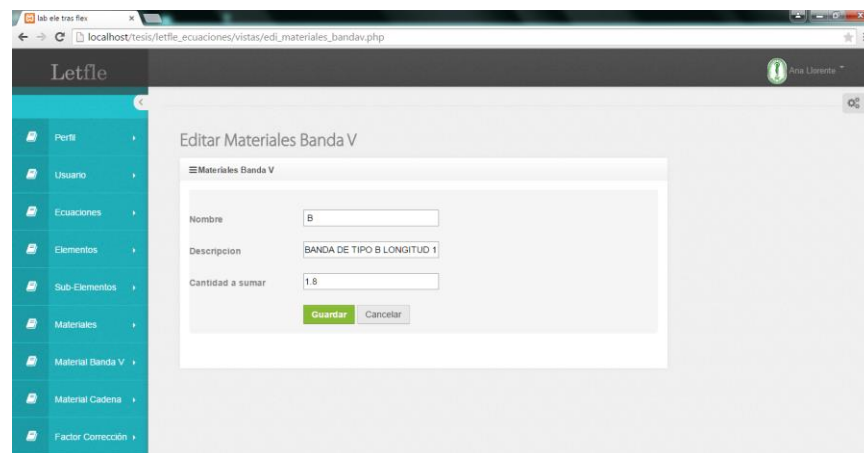 lab ele tras flex
localhost/tesis/letfle_ecuaciones/vistas/edi_materiales_bandav.php
Letfle
Ana Llorente
Perfil
Usuario
Ecuaciones
Elementos
Sub-Elementos
Materiales
Material Banda V
Material Cadena
Factor Corrección
Editar Materiales Banda V
Materiales Banda V
Nombre B
Descripcion BANDA DE TIPO B LONGITUD 1
Cantidad a sumar 1.8
Guardar Cancelar